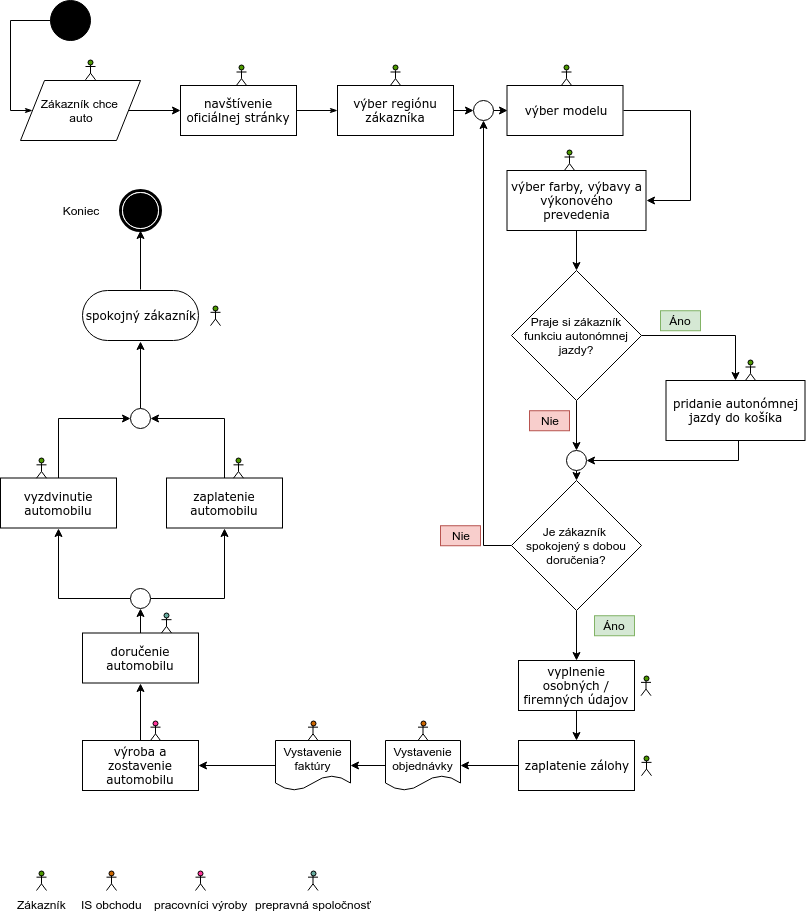 Zákazník chce
auto
navštívenie
oficiálnej stránky
výber regiónu
zákazníka
výber modelu
výber farby, výbavy a
výkonového
prevedenia
Koniec
spokojný zákazník
Praje si zákazník
funkciu autonómnej
jazdy?
Áno
pridanie autonómnej
jazdy do košíka
Nie
vyzdvinutie
automobilu
zaplatenie
automobilu
Je zákazník
spokojený s dobou
doručenia?
Nie
Áno
doručenie
automobilu
vyplnenie
osobných /
firemných údajov
výroba a
zostavenie
automobilu
Vystavenie
faktúry
Vystavenie
objednávky
zaplatenie zálohy
Zákazník
IS obchodu
pracovníci výroby
prepravná spoločnosť